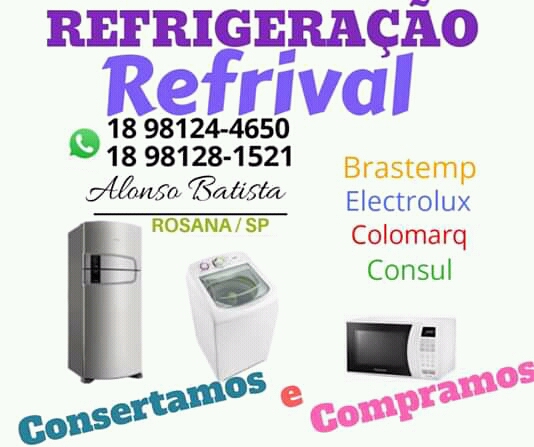 REFRIGERAÇÃO
Refrival
18 98124-4650
18 98128-1521
Alonso Batista
ROSANA / SP
Brastemp
Electrolux
Colomarq
Consul
Consertamos e Compramos